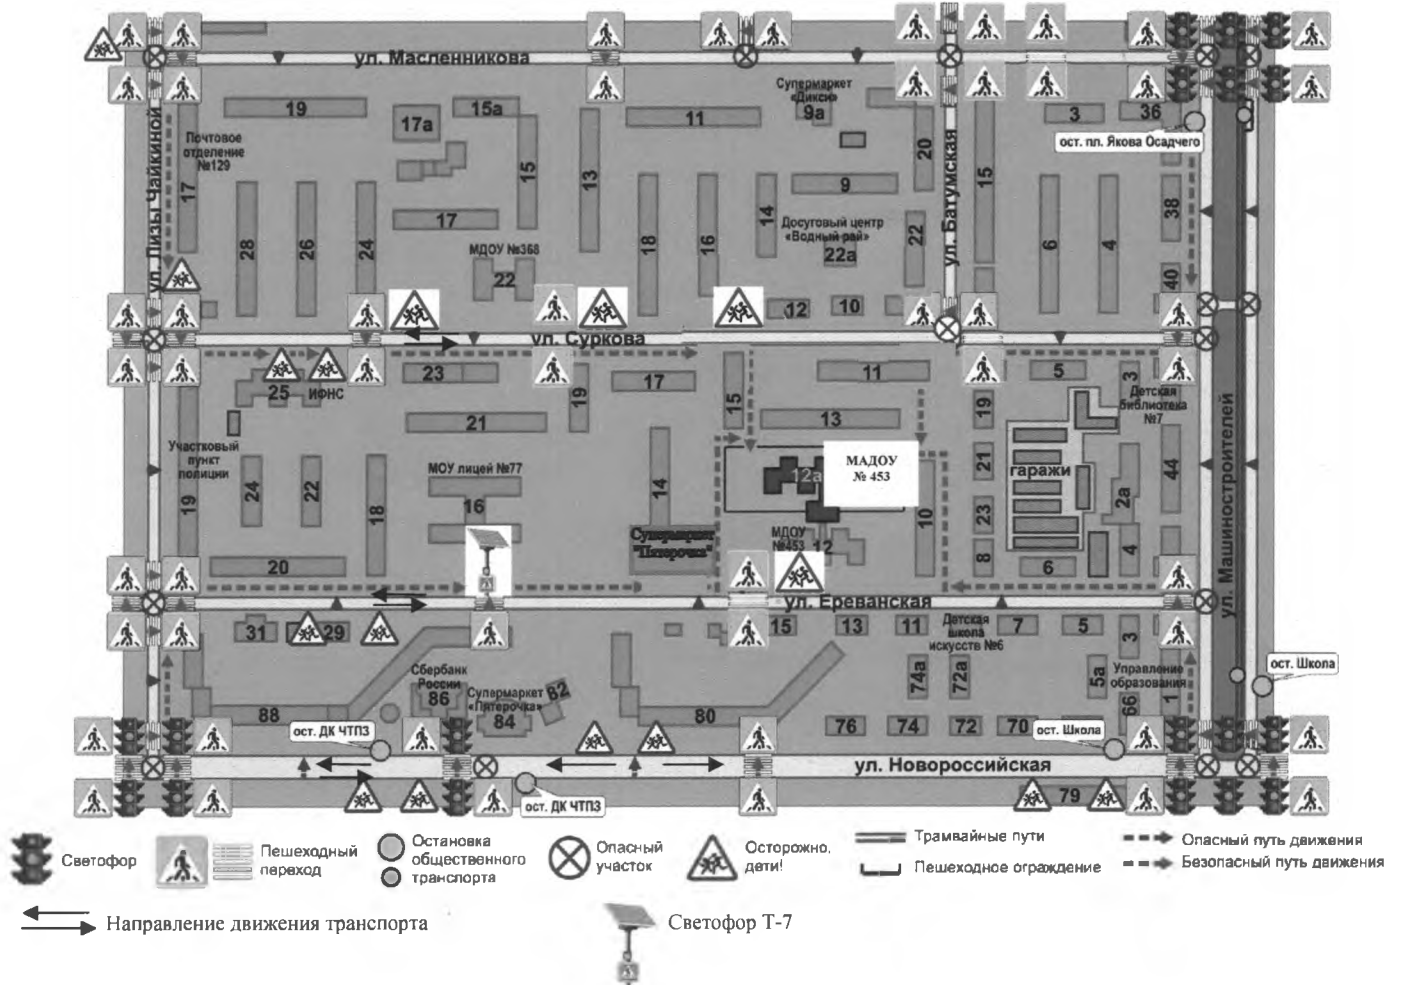 ул. Масленникова
Супермаркет
«Дикси»
9а
19
17а
15а
11
3
36
20
ост. пл. Якова Осадчего
Почтовое
отделение
№129
17
ул. Лизы Чайкиной
15
13
9
14
ул. Батумская
15
6
4
38
28
26
24
17
МДОУ №368
22
18
16
Досуговый центр
«Водный рай»
22а
22
40
12
10
ул. Суркова
25
ИФНС
23
19
17
15
11
5
3
21
13
19
Детская
библиотека
№7
ул. Машиностроителей
Участковый
пункт
полиции
19
24
22
18
МОУ лицей №77
16
14
12а
МАДОУ
№ 453
10
21
гаражи
23
2а
44
Супермаркет
"Пятерочка"
МДОУ
№453
12
20
8
6
4
ул. Ереванская
31
29
15
13
11
Детская
школа
искусств №6
7
5
3
74а
72а
5а
Управление
образования
ост. Школа
Сбербанк
России
86
Супермаркет
«Пятерочка»
84
82
88
80
76
74
72
70
66
1
ост. ДК ЧТПЗ
ост. Школа
ул. Новороссийская
ост. ДК ЧТПЗ
79
Светофор
Пешеходный
переход
Остановка
общественного
транспорта
Опасный
участок
Осторожно,
дети!
Трамвайные пути
Пешеходное ограждение
Опасный путь движения
Безопасный путь движения
Направление движения транспорта
Светофор Т-7